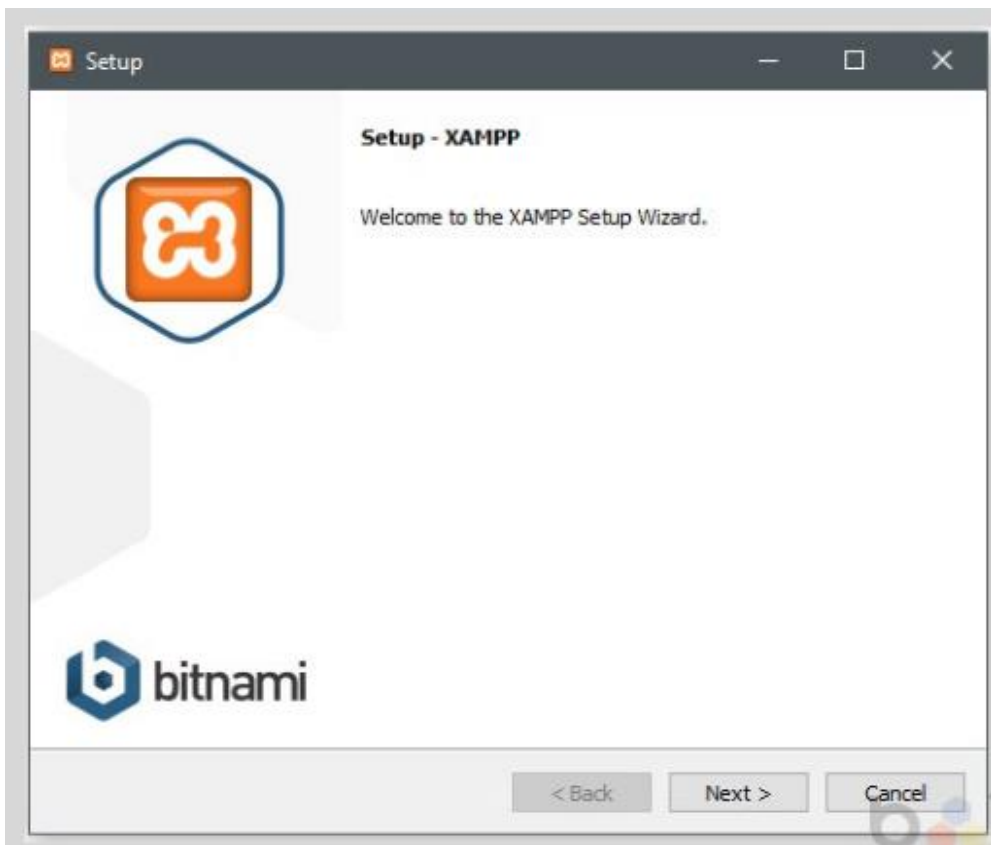 Setup
Setup - XAMPP
Welcome to the XAMPP Setup Wizard.
bitnami
< Back Next > Cancel
b